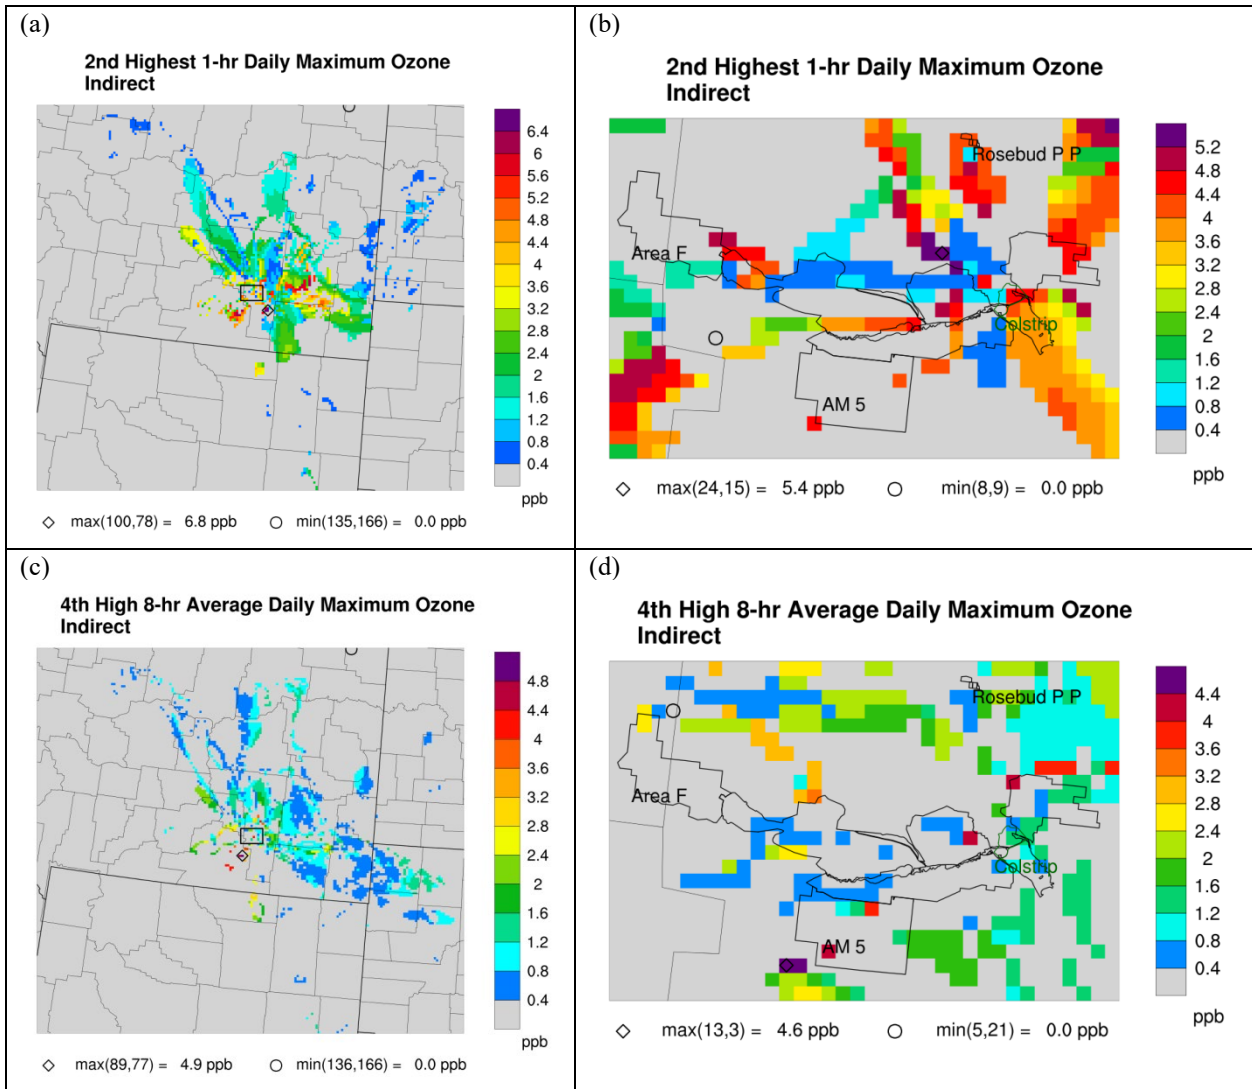 (a)
2nd Highest 1-hr Daily Maximum Ozone
Indirect
6.4
6
5.6
5.2
4.8
4.4
4
3.6
3.2
2.8
2.4
2
1.6
1.2
0.8
0.4
ppb
max(100,78) = 6.8 ppb min(135,166) = 0.0 ppb
(b)
2nd Highest 1-hr Daily Maximum Ozone
Indirect
Rosebud P P
Area F
Colstrip
AM 5
5.2
4.8
4.4
4
3.6
3.2
2.8
2.4
2
1.6
1.2
0.8
0.4
ppb
max(24,15) = 5.4 ppb min(8,9) = 0.0 ppb
(c)
4th High 8-hr Average Daily Maximum Ozone
Indirect
4.8
4.4
4
3.6
3.2
2.8
2.4
2
1.6
1.2
0.8
0.4
ppb
max(89,77) = 4.9 ppb min(136,166) = 0.0 ppb
(d)
4th High 8-hr Average Daily Maximum Ozone
Indirect
Rosebud P P
Area F
Colstrip
AM 5
4.4
4
3.6
3.2
2.8
2.4
2
1.6
1.2
0.8
0.4
ppb
max(13,3) = 4.6 ppb min(5,21) = 0.0 ppb